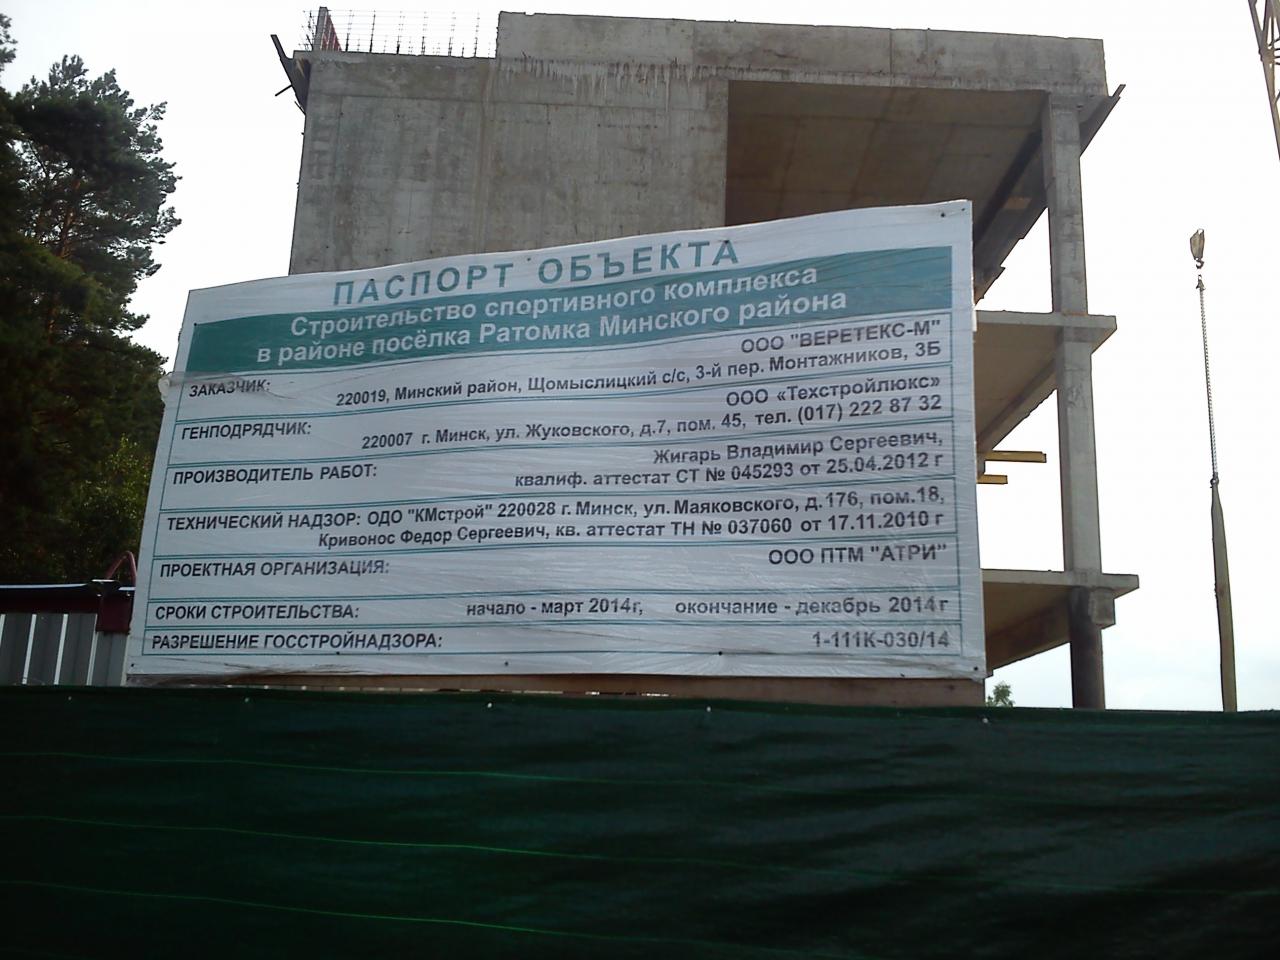 ПАСПОРТ ОБЪЕКТА
Строительство спортивного комплекса
в районе посёлка Ратомка Минского района
ЗАКАЗЧИК: ООО "ВЕРЕТЕКС-М"
220019, Минский район, Щомыслицкий с/с, 3-й пер. Монтажников, 3Б
ГЕНПОДРЯДЧИК: ООО «Техстройлюкс»
220007 г. Минск, ул. Жуковского, д.7, пом. 45, тел. (017) 222 87 32
ПРОИЗВОДИТЕЛЬ РАБОТ: Жигарь Владимир Сергеевич,
квалиф. аттестат СТ № 045293 от 25.04.2012 г
ТЕХНИЧЕСКИЙ НАДЗОР: ОДО "КМстрой" 220028 г. Минск, ул. Маяковского, д.176, пом.18,
Кривонос Федор Сергеевич, кв. аттестат ТН № 037060 от 17.11.2010 г
ПРОЕКТНАЯ ОРГАНИЗАЦИЯ: ООО ПТМ "АТРИ"
СРОКИ СТРОИТЕЛЬСТВА: начало - март 2014г, окончание - декабрь 2014г
РАЗРЕШЕНИЕ ГОССТРОЙНАДЗОРА: 1-111К-030/14